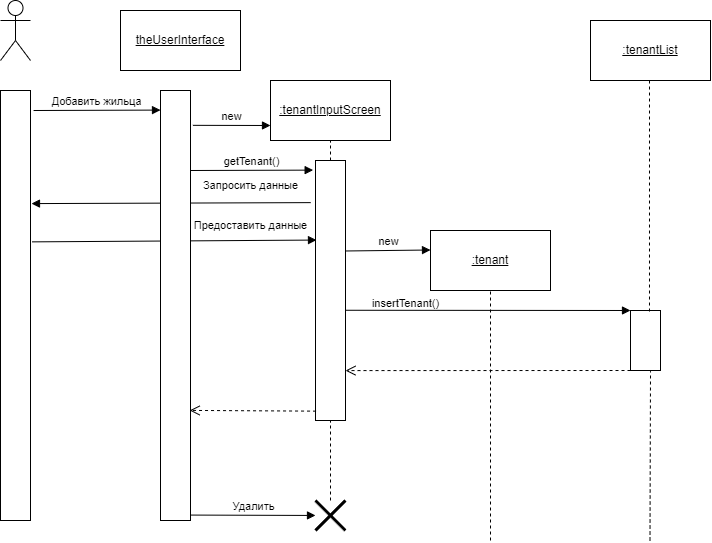 theUserInterface
:tenantList
Добавить жильца
new
:tenantInputScreen
getTenant()
Запросить данные
Предоставить данные
new
:tenant
insertTenant()
Удалить